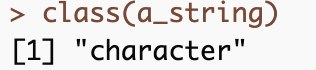 > class(a_string)
[1] "character"